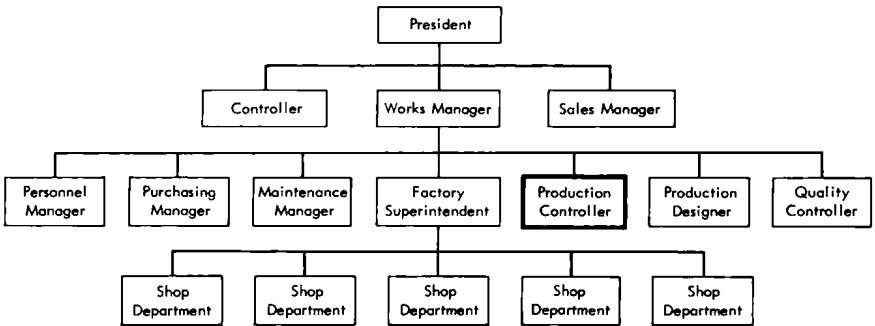 President
Controller
Works Manager
Sales Manager
Personnel
Manager
Purchasing
Manager
Maintenance
Manager
Factory
Superintendent
Production
Controller
Production
Designer
Quality
Controller
Shop
Department
Shop
Department
Shop
Department
Shop
Department
Shop
Department